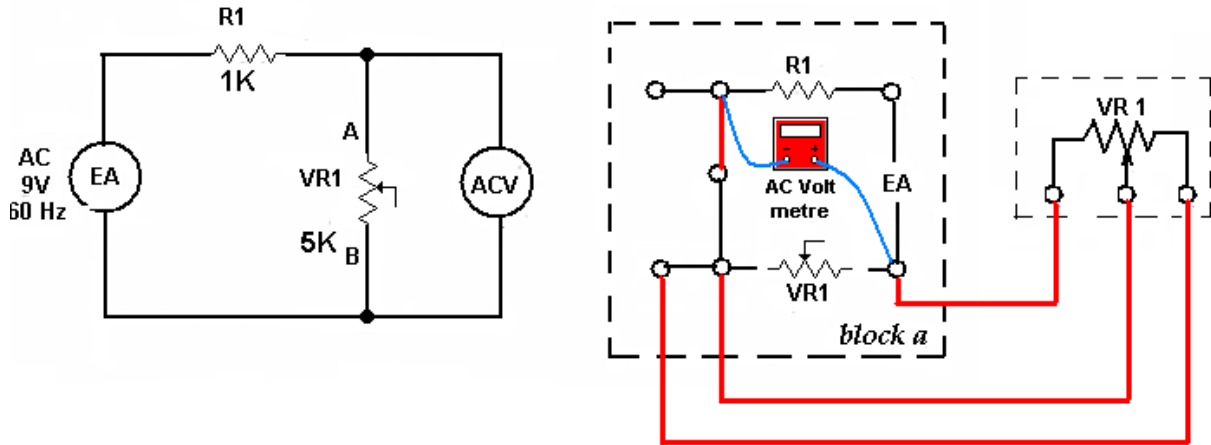 R1
1K
A
AC
9V
60 Hz
EA
VR1
ACV
5K
B
R1
- +
AC Volt
metre
EA
VR1
block a
VR 1